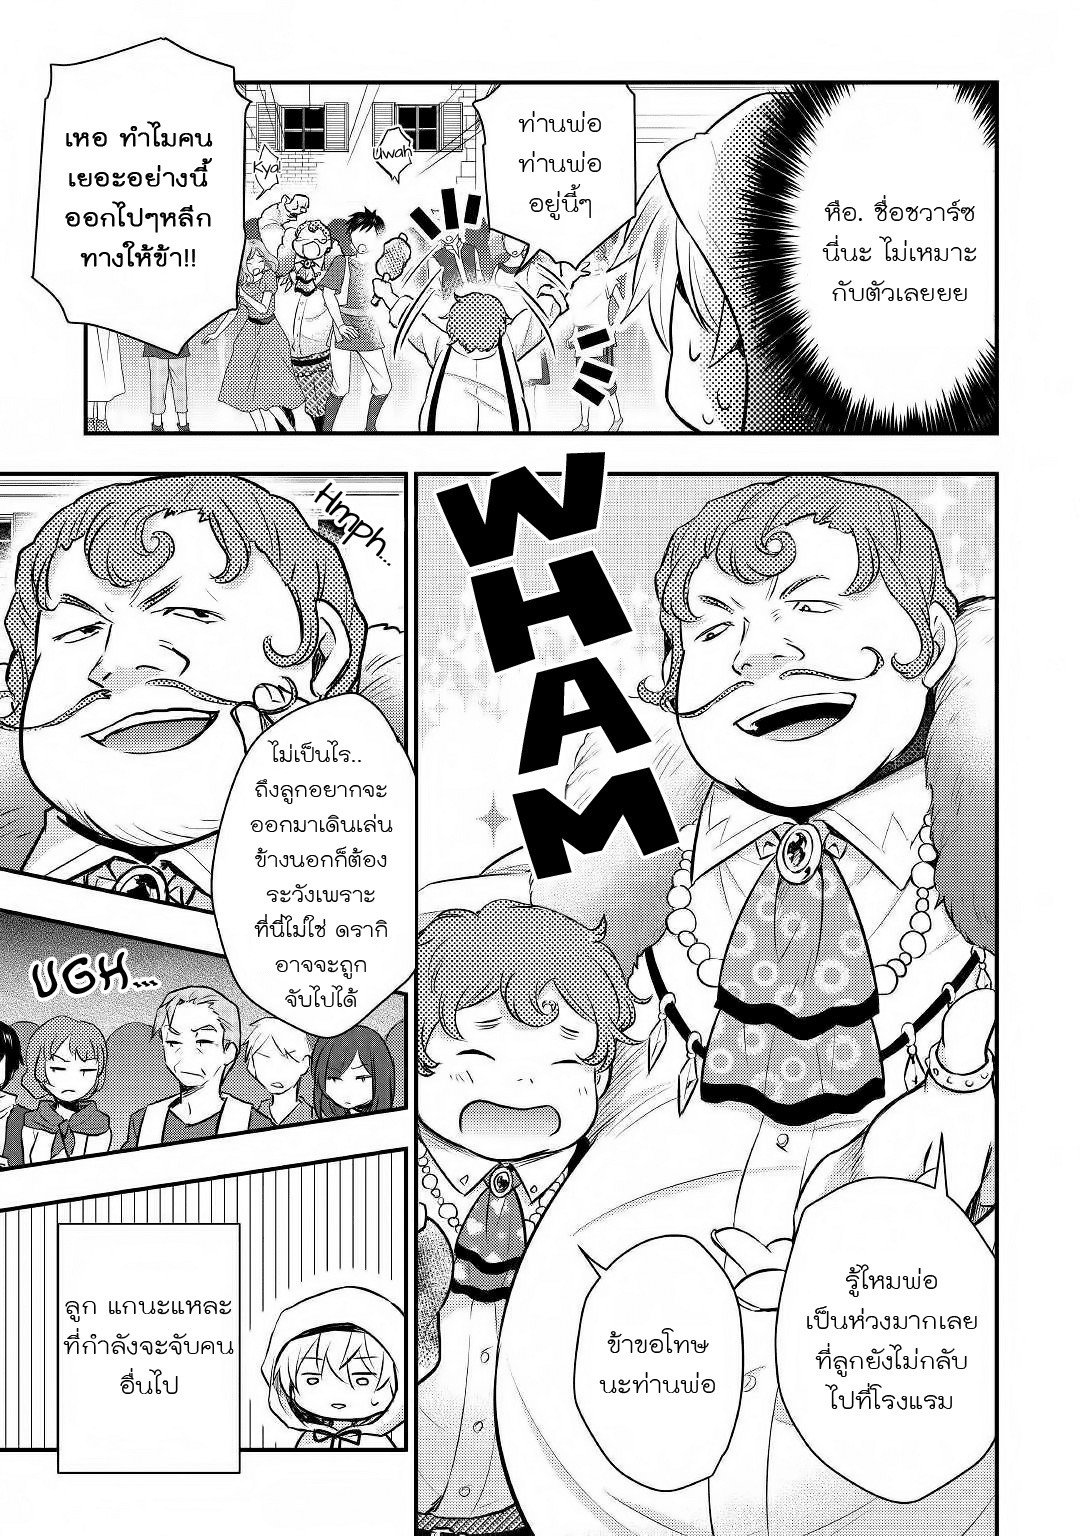 หือ. ชื่อชวาร์ซ
นี่นะ ไม่เหมาะ
กับตัวเลยยย
ท่านพ่อ
ท่านพ่อ
อยู่นี้ๆ
Uwah
Kya
เหอ ทำไมคน
เยอะอย่างนี้
ออกไปๆหลีก
ทางให้ข้า!!
WHAM
รู้ไหมพ่อ
เป็นห่วงมากเลย
ที่ลูกยังไม่กลับ
ไปที่โรงแรม
ข้าขอโทษ
นะท่านพ่อ
Hmph...
ไม่เป็นไร..
ถึงลูกอยากจะ
ออกมาเดินเล่น
ข้างนอกก็ต้อง
ระวังเพราะ
ที่นี่ไม่ใช่ ดรากิ
อาจจะถูก
จับไปได้
UGH...
ลูก แกนะแหละ
ที่กำลังจะจับคน
อื่นไป